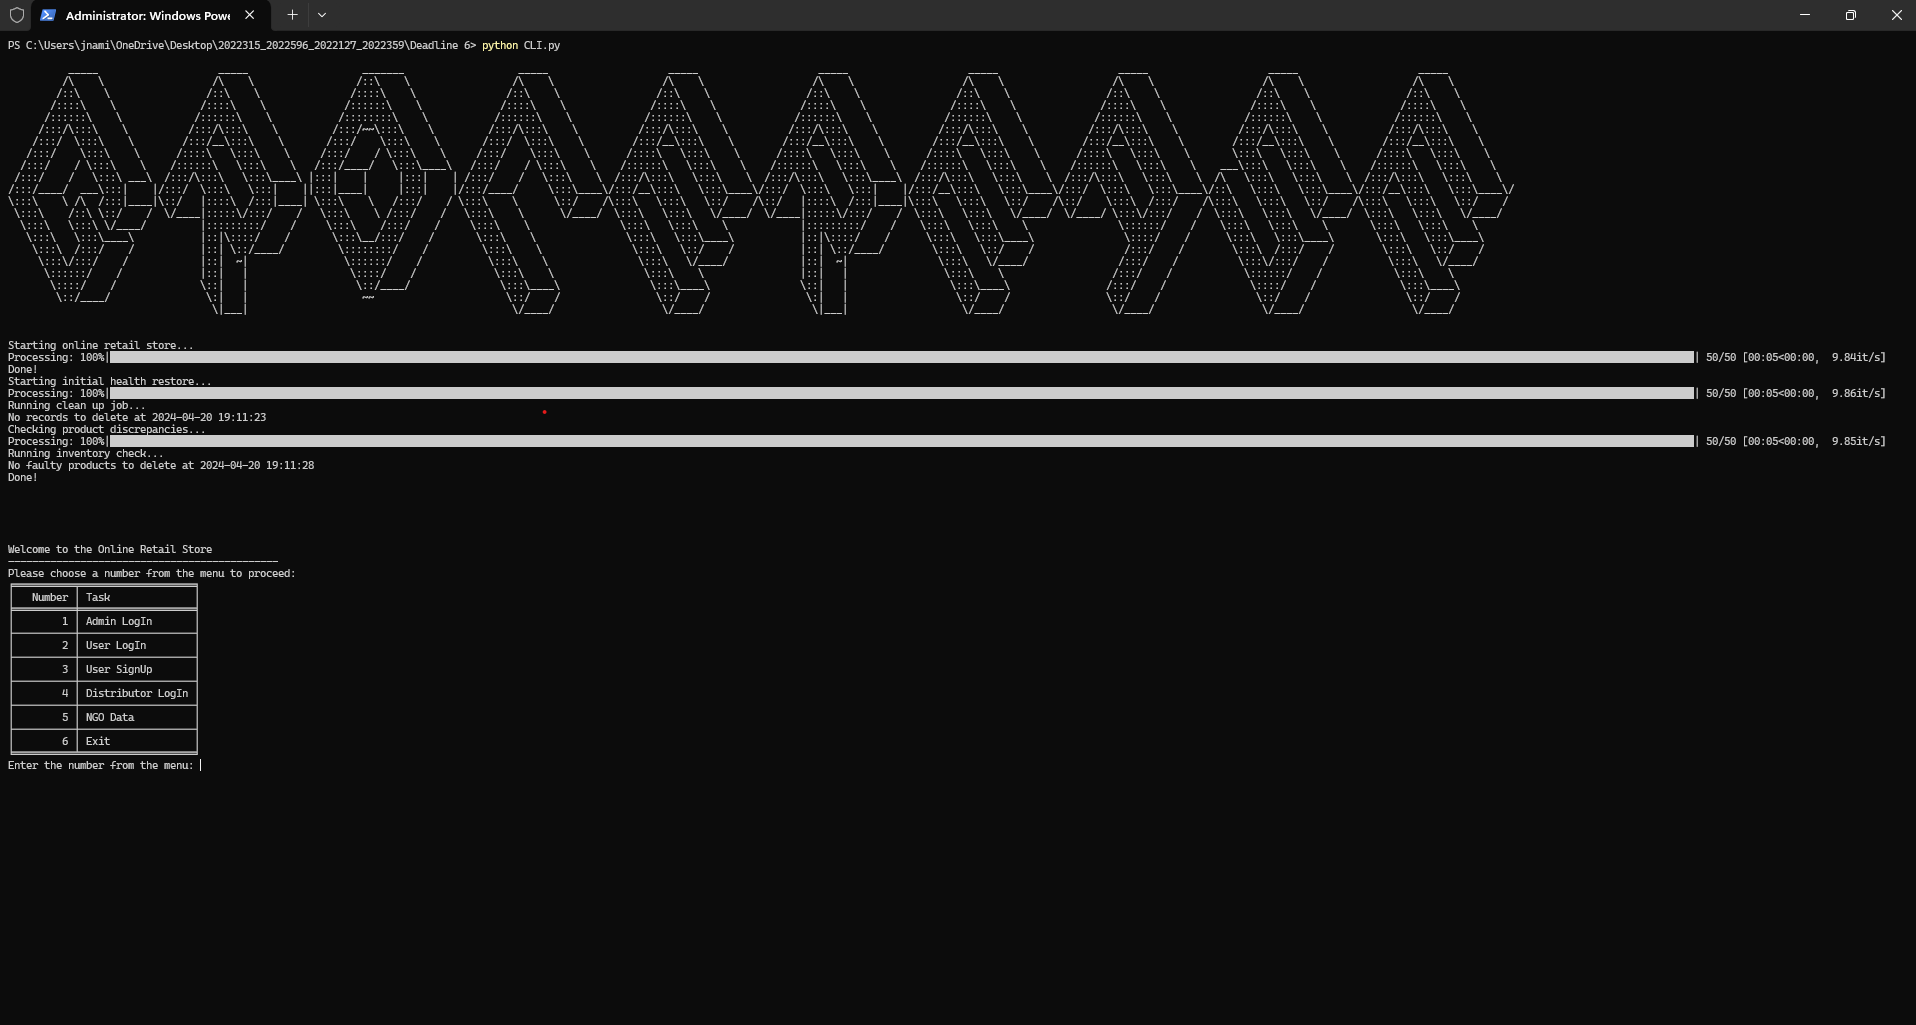 Administrator: Windows Powe
PS C:\Users\jnami\OneDrive\Desktop\2022315_2022596_2022127_2022359\Deadline 6> python CLI.py
GROCEREASE
Starting online retail store...
Processing: 100%| | 50/50 [00:05<00:00, 9.84it/s]
Done!
Starting initial health restore...
Processing: 100%| | 50/50 [00:05<00:00, 9.86it/s]
Running clean up job...
No records to delete at 2024-04-20 19:11:23
Checking product discrepancies...
Processing: 100%| | 50/50 [00:05<00:00, 9.85it/s]
Running inventory check...
No faulty products to delete at 2024-04-20 19:11:28
Done!
Welcome to the Online Retail Store
---------------------------------------------
Please choose a number from the menu to proceed:
Number Task
1 Admin LogIn
2 User LogIn
3 User SignUp
4 Distributor LogIn
5 NGO Data
6 Exit
Enter the number from the menu: